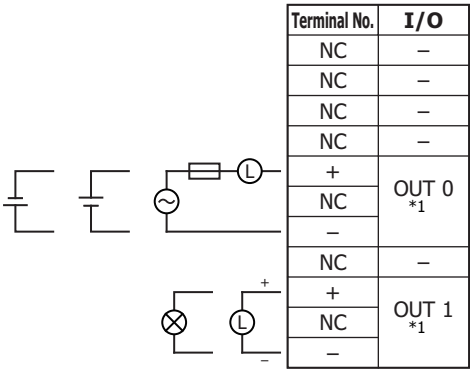 Terminal No. I/O
NC –
NC –
NC –
NC –
+ OUT 0
NC *1
–
NC –
+ OUT 1
NC *1
–
L
+
L
–